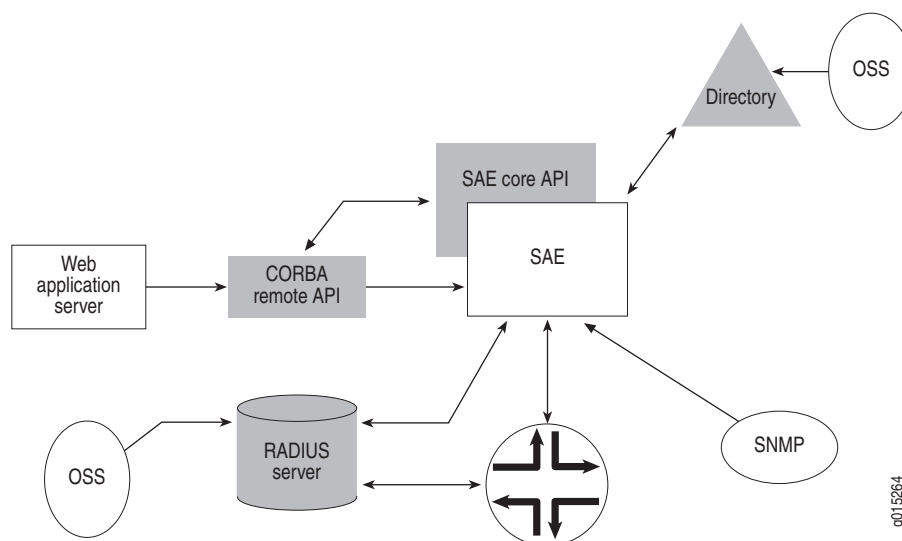 OSS
Directory
SAE core API
SAE
Web
application
server
CORBA
remote API
RADIUS
server
OSS
SNMP
g015264